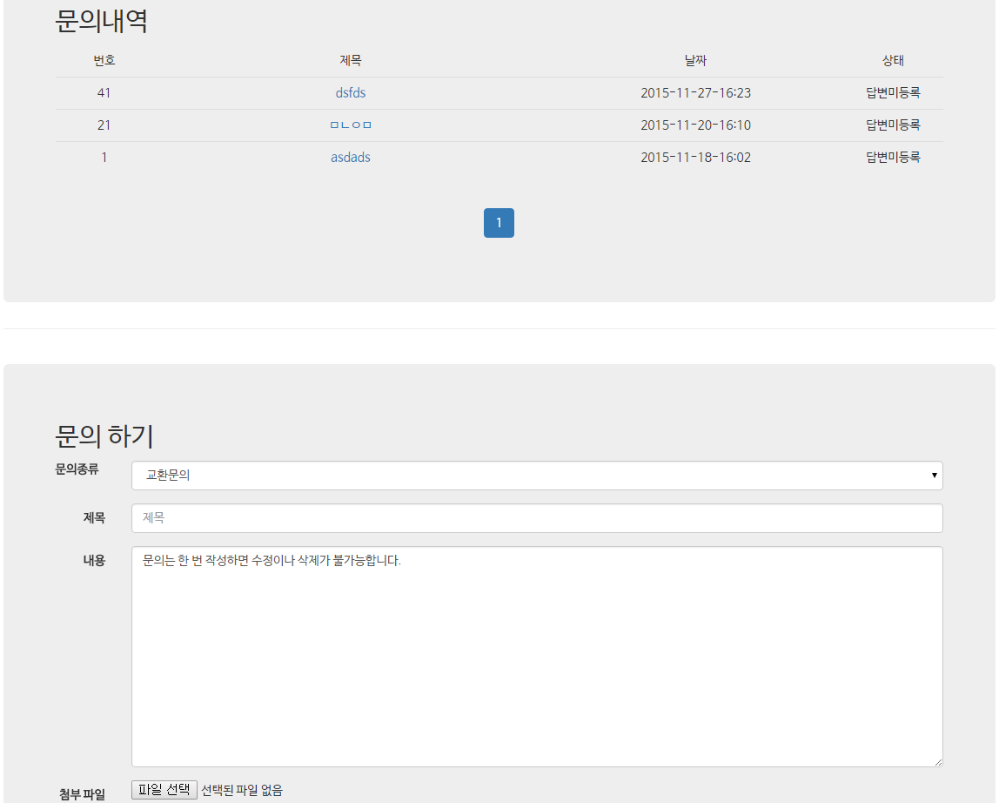 문의내역
번호 제목 날짜 상태
41 dsfds 2015-11-27-16:23 답변미등록
21 ㅁㄴㅇㅁ 2015-11-20-16:10 답변미등록
1 asdads 2015-11-18-16:02 답변미등록
1
문의 하기
문의종류 교환문의
제목 제목
내용 문의는 한 번 작성하면 수정이나 삭제가 불가능합니다.
첨부 파일 파일 선택 선택된 파일 없음